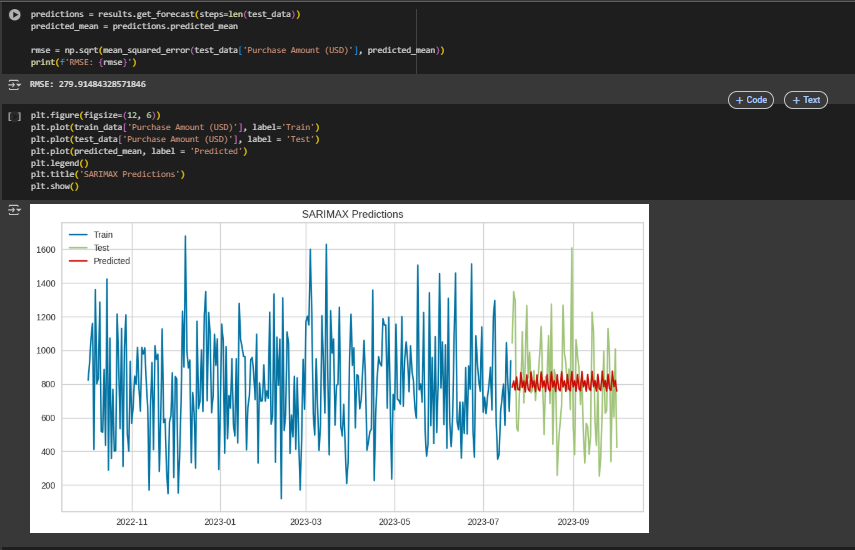 predictions = results.get_forecast(steps=len(test_data))
predicted_mean = predictions.predicted_mean
rmse = np.sqrt(mean_squared_error(test_data['Purchase Amount (USD)'], predicted_mean))
print(f'RMSE: {rmse}')
RMSE: 279.91484328571846
+ Code + Text
[ ]
plt.figure(figsize=(12, 6))
plt.plot(train_data['Purchase Amount (USD)'], label='Train')
plt.plot(test_data['Purchase Amount (USD)'], label = 'Test')
plt.plot(predicted_mean, label = 'Predicted')
plt.legend()
plt.title('SARIMAX Predictions')
plt.show()
SARIMAX Predictions
Train
Test
Predicted
1600
1400
1200
1000
800
600
400
200
2022-11 2023-01 2023-03 2023-05 2023-07 2023-09